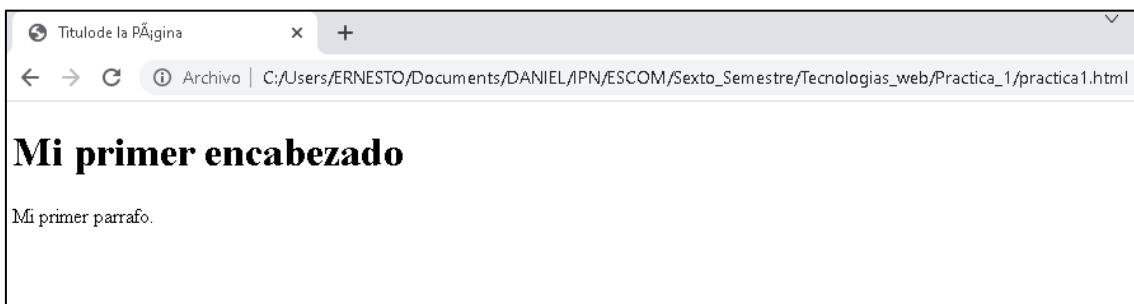 Titulode la PÃ¡gina
Archivo | C:/Users/ERNESTO/Documents/DANIEL/IPN/ESCOM/Sexto_Semestre/Tecnologias_web/Practica_1/practica1.html
Mi primer encabezado
Mi primer parrafo.